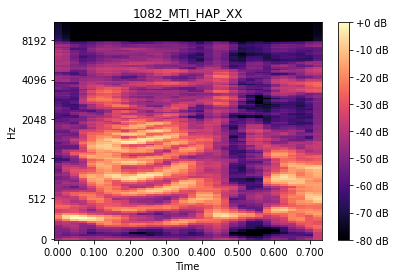 1082_MTI_HAP_XX
Hz
8192
4096
2048
1024
512
0
0.000 0.100 0.200 0.300 0.400 0.500 0.600 0.700
Time
+0 dB
-10 dB
-20 dB
-30 dB
-40 dB
-50 dB
-60 dB
-70 dB
-80 dB